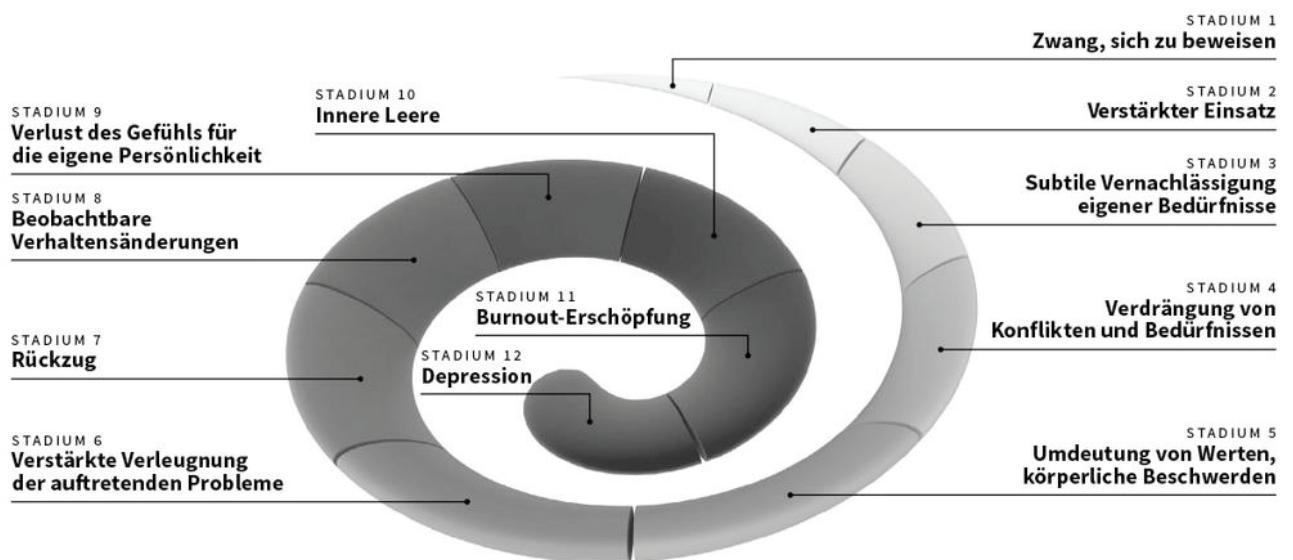 STADIUM 1
Zwang, sich zu beweisen
STADIUM 2
Verstärkter Einsatz
STADIUM 3
Subtile Vernachlässigung
eigener Bedürfnisse
STADIUM 4
Verdrängung von
Konflikten und Bedürfnissen
STADIUM 5
Umdeutung von Werten,
körperliche Beschwerden
STADIUM 6
Verstärkte Verleugnung
der auftretenden Probleme
STADIUM 7
Rückzug
STADIUM 8
Beobachtbare
Verhaltensänderungen
STADIUM 9
Verlust des Gefühls für
die eigene Persönlichkeit
STADIUM 10
Innere Leere
STADIUM 11
Burnout-Erschöpfung
STADIUM 12
Depression